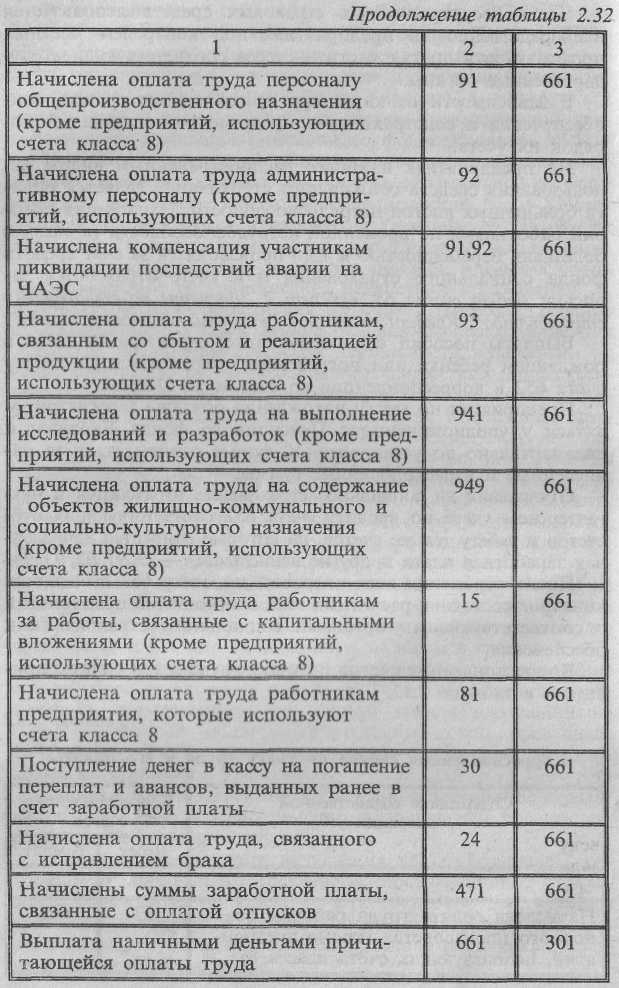 Продолжение таблицы 2.32
1 2 3
Начислена оплата труда персоналу 91 661
общепроизводственного назначения
(кроме предприятий, использующих
счета класса 8)
Начислена оплата труда администра- 92 661
тивному персоналу (кроме предпри-
ятий, использующих счета класса 8)
Начислена компенсация участникам 91,92 661
ликвидации последствий аварии на
ЧАЭС
Начислена оплата труда работникам, 93 661
связанным со сбытом и реализацией
продукции (кроме предприятий,
использующих счета класса 8)
Начислена оплата труда на выполнение 941 661
исследований и разработок (кроме пред-
приятий, использующих счета класса 8)
Начислена оплата труда на содержание 949 661
объектов жилищно-коммунального и
социально-культурного назначения
(кроме предприятий, использующих
счета класса 8)
Начислена оплата труда работникам 15 661
за работы, связанные с капитальными
вложениями (кроме предприятий,
использующих счета класса 8)
Начислена оплата труда работникам 81 661
предприятия, которые используют
счета класса 8
Поступление денег в кассу на погашение 30 661
переплат и авансов, выданных ранее в
счет заработной платы
Начислена оплата труда, связанного 24 661
с исправлением брака
Начислены суммы заработной платы, 471 661
связанные с оплатой отпусков
Выплата наличными деньгами причи- 661 301
тающейся оплаты труда